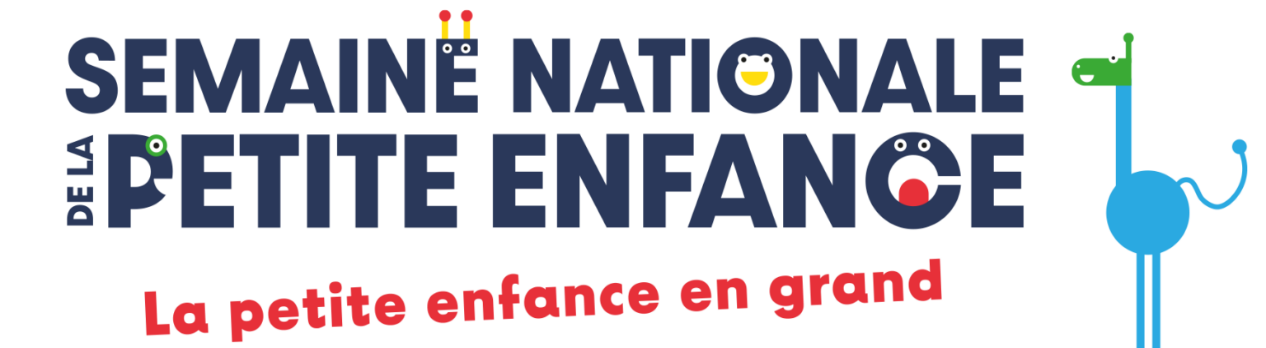 SEMAINE NATIONALE
DE LA PETITE ENFANCE
La petite enfance en grand